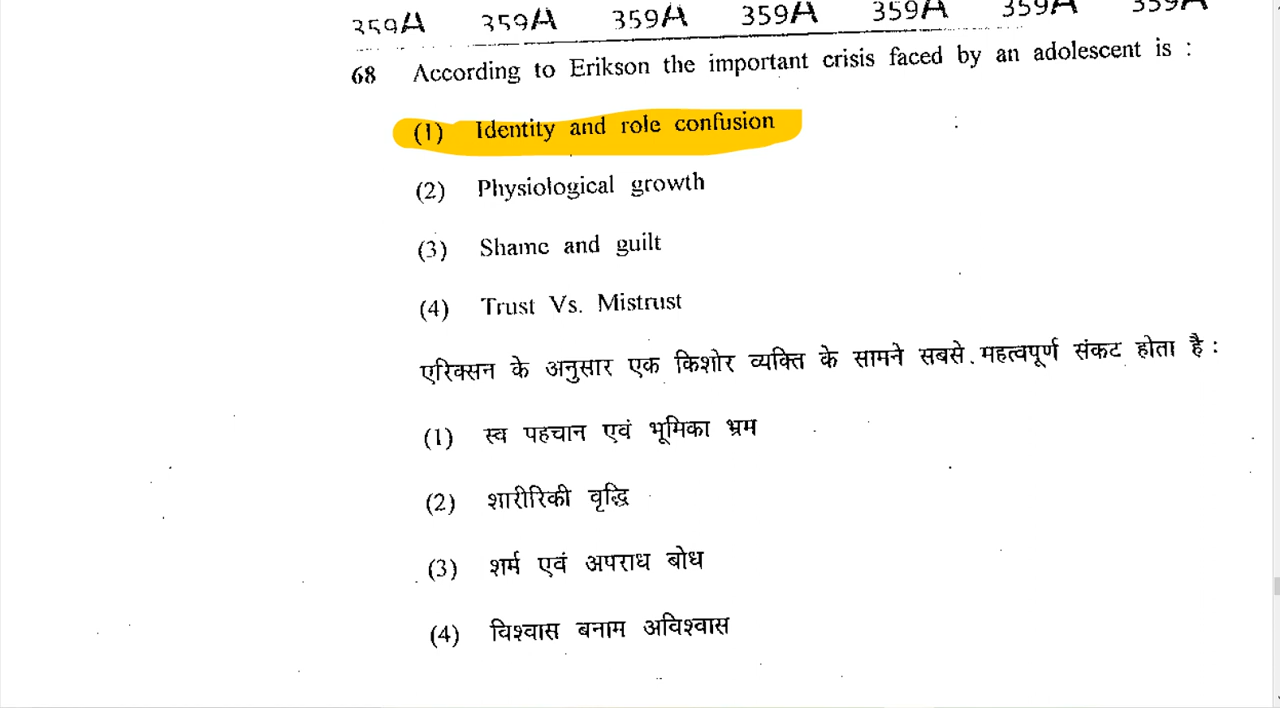 359A 359A 359A 359A 359A 359A 359A
68 According to Erikson the important crisis faced by an adolescent is :
(1) Identity and role confusion
(2) Physiological growth
(3) Shame and guilt
(4) Trust Vs. Mistrust
एरिक्सन के अनुसार एक किशोर व्यक्ति के सामने सबसे महत्वपूर्ण संकट होता है :
(1) स्व पहचान एवं भूमिका भ्रम
(2) शारीरिकी वृद्धि
(3) शर्म एवं अपराध बोध
(4) विश्वास बनाम अविश्वास